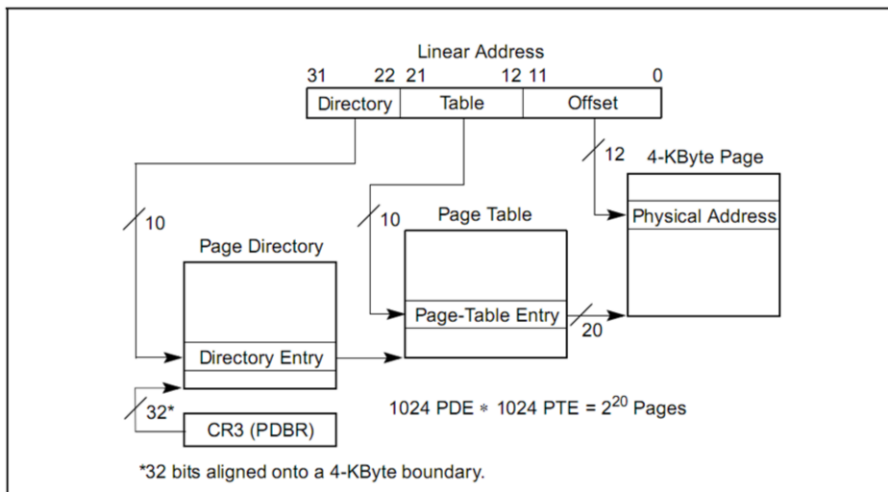 Linear Address
31 22 21 12 11 0
Directory Table Offset
12 4-KByte Page
10 10 Page Table Physical Address
Page Directory
Page-Table Entry
20
Directory Entry
32* 1024 PDE * 1024 PTE = 2^20 Pages
CR3 (PDBR)
*32 bits aligned onto a 4-KByte boundary.